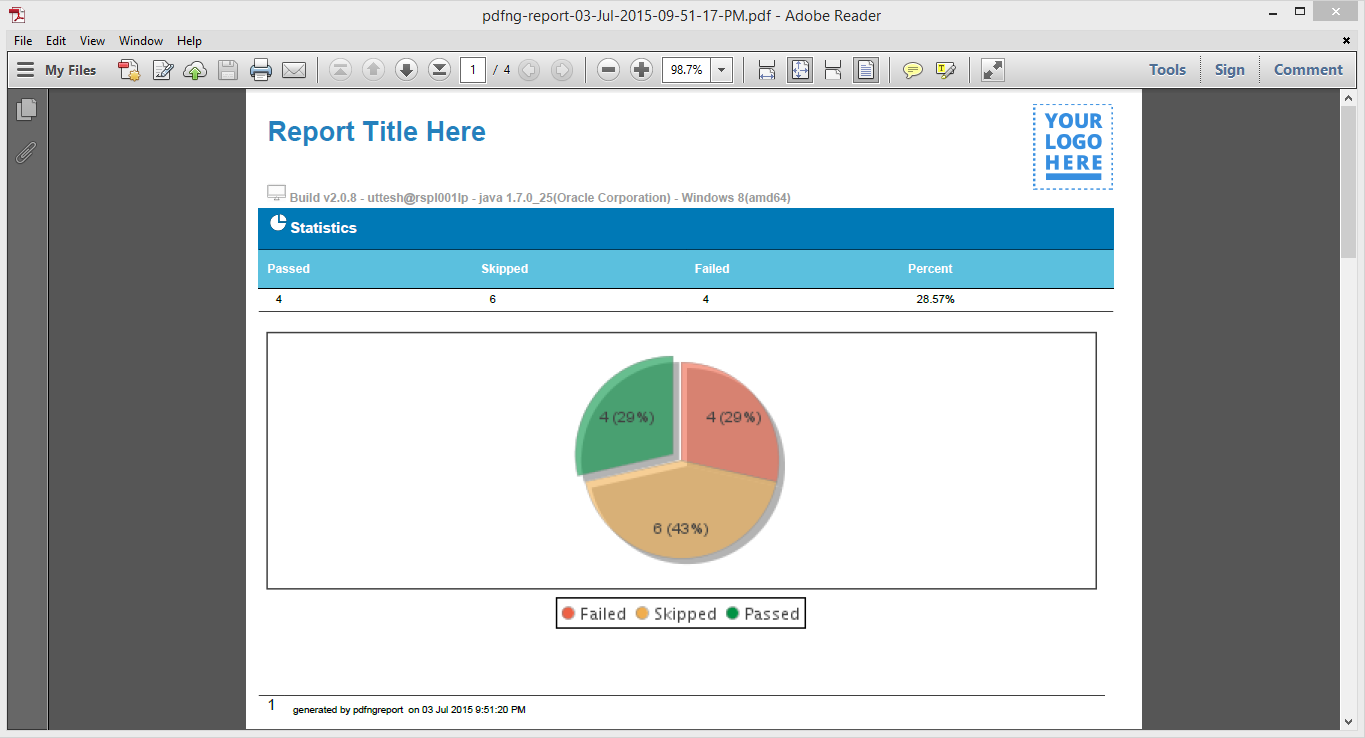 pdfng-report-03-Jul-2015-09-51-17-PM.pdf - Adobe Reader
File Edit View Window Help
My Files 1 / 4 98.7% Tools Sign Comment
Report Title Here
YOUR
LOGO
HERE
Build v2.0.8 - uttesh@rspl001lp - java 1.7.0_25(Oracle Corporation) - Windows 8(amd64)
Statistics
Passed Skipped Failed Percent
4 6 4 28.57%
4 (29%) 4 (29%)
6 (43%)
Failed Skipped Passed
1 generated by pdfngreport on 03 Jul 2015 9:51:20 PM